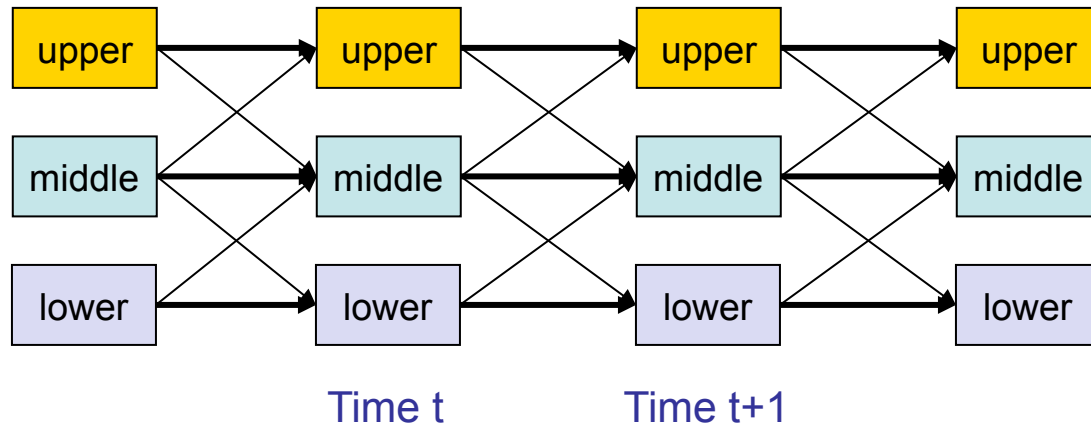 upper upper upper upper
middle middle middle middle
lower lower lower lower
Time t Time t+1